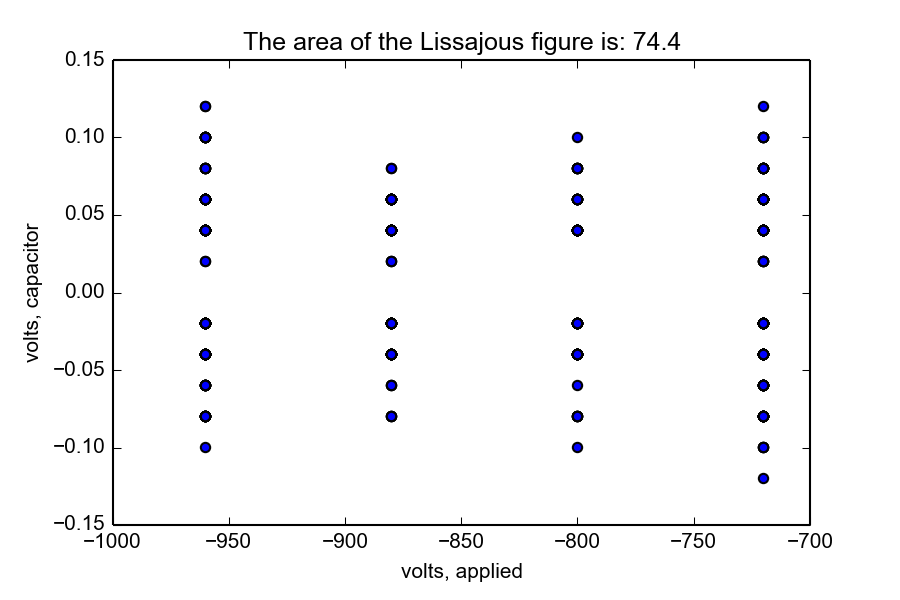 The area of the Lissajous figure is: 74.4
0.15
0.10
0.05
0.00
−0.05
−0.10
−0.15
volts, capacitor
−1000 −950 −900 −850 −800 −750 −700
volts, applied